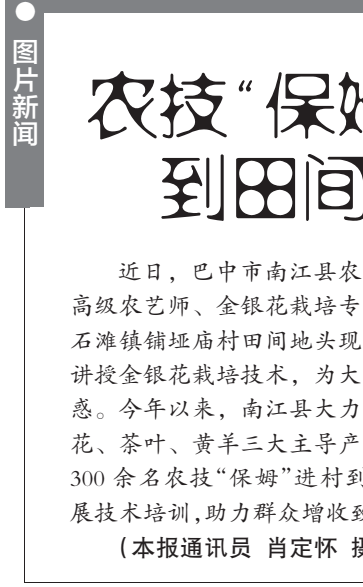 图片新闻
农技“保姆
到田间
近日，巴中市南江县农
高级农艺师、金银花栽培专
石滩镇铺垭庙村田间地头现
讲授金银花栽培技术，为大
惑。今年以来，南江县大力
花、茶叶、黄羊三大主导产
300 余名农技“保姆”进村到
展技术培训，助力群众增收致
（本报通讯员 肖定怀 摄